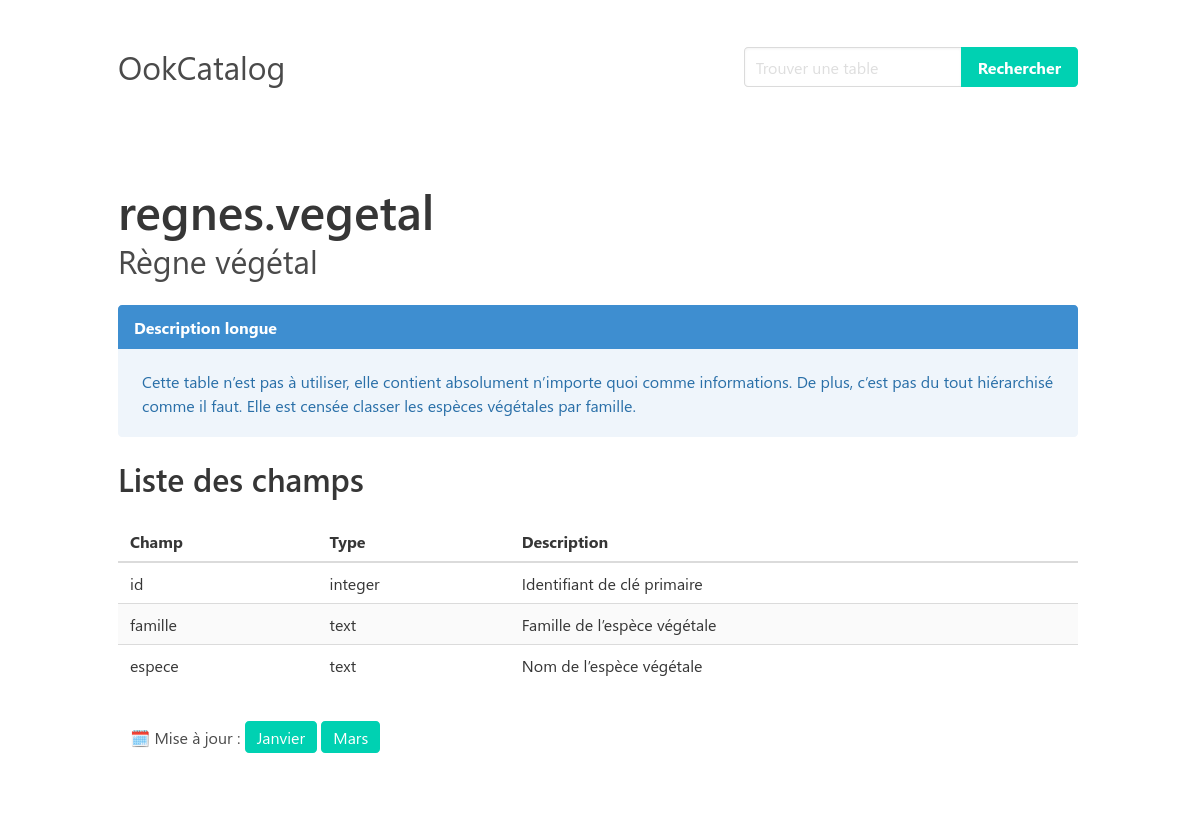 OokCatalog
Trouver une table
Rechercher
regnes.vegetal
Règne végétal
Description longue
Cette table n’est pas à utiliser, elle contient absolument n’importe quoi comme informations. De plus, c’est pas du tout hiérarchisé
comme il faut. Elle est censée classer les espèces végétales par famille.
Liste des champs
Champ Type Description
id integer Identifiant de clé primaire
famille text Famille de l’espèce végétale
espece text Nom de l’espèce végétale
🗓️ Mise à jour : Janvier Mars